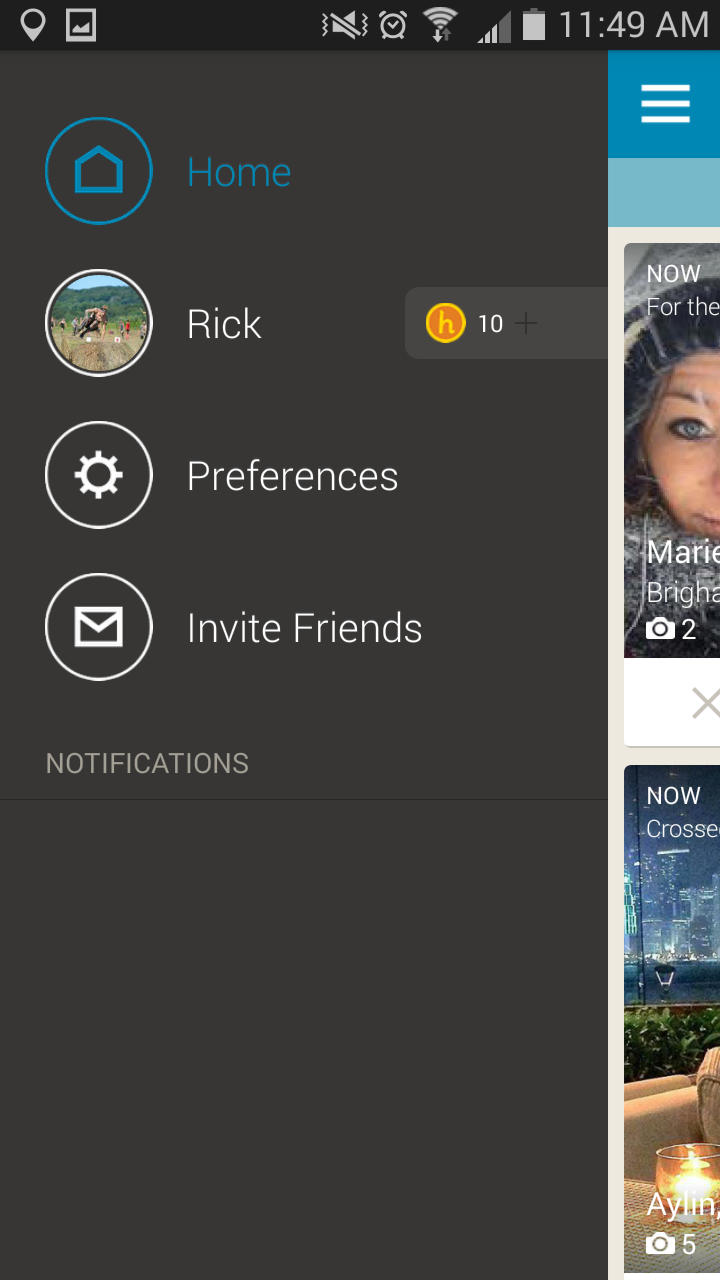 11:49 AM
Home
Rick
h 10 +
Preferences
Invite Friends
NOTIFICATIONS
NOW
For the
Marie
Brigha
2
NOW
Crosse
Aylin,
5